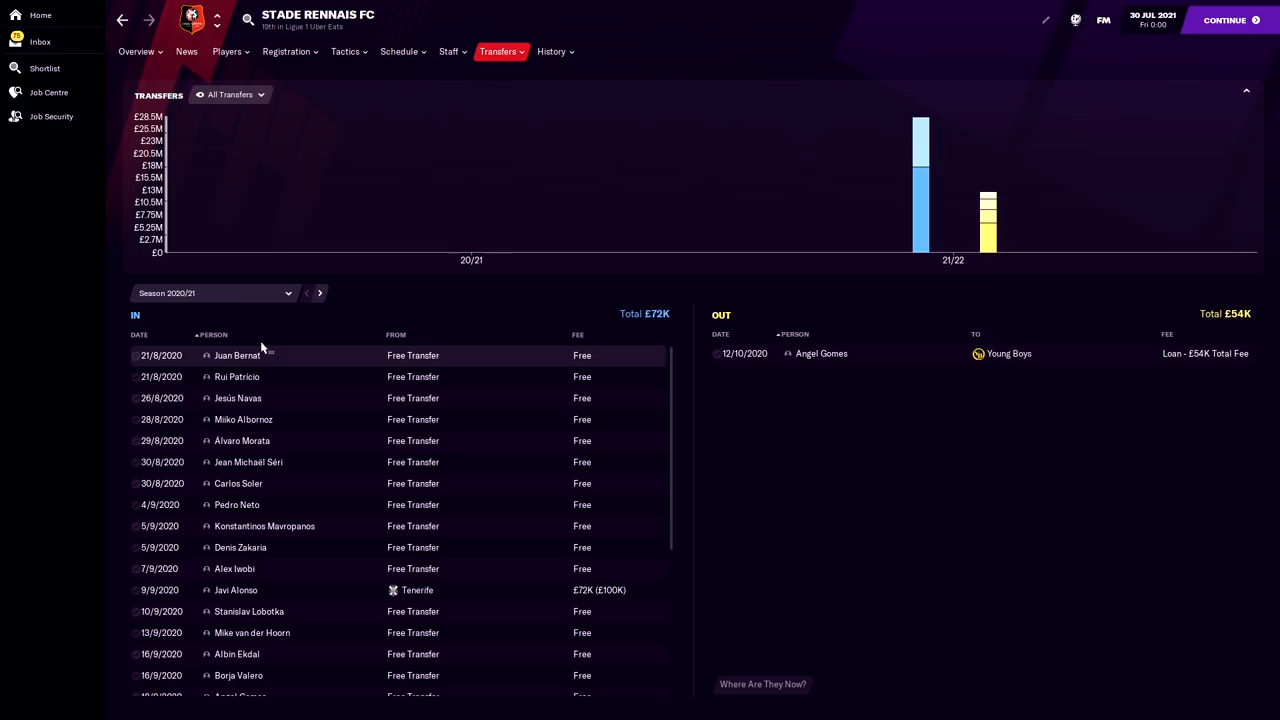 Home
75
Inbox
Shortlist
Job Centre
Job Security
STADE RENNAIS FC
19th in Ligue 1 Uber Eats
FM
30 JUL 2021
Fri 0:00
CONTINUE
Overview
News
Players
Registration
Tactics
Schedule
Staff
Transfers
History
TRANSFERS
All Transfers
£28.5M
£25.5M
£23M
£20.5M
£18M
£15.5M
£13M
£10.5M
£7.75M
£5.25M
£2.7M
£0
20/21
21/22
Season 2020/21
IN
Total £72K
DATE PERSON FROM FEE
21/8/2020 Juan Bernat Free Transfer Free
21/8/2020 Rui Patrício Free Transfer Free
26/8/2020 Jesús Navas Free Transfer Free
28/8/2020 Miiko Albornoz Free Transfer Free
29/8/2020 Álvaro Morata Free Transfer Free
30/8/2020 Jean Michaël Séri Free Transfer Free
30/8/2020 Carlos Soler Free Transfer Free
4/9/2020 Pedro Neto Free Transfer Free
5/9/2020 Konstantinos Mavropanos Free Transfer Free
5/9/2020 Denis Zakaria Free Transfer Free
7/9/2020 Alex Iwobi Free Transfer Free
9/9/2020 Javi Alonso Tenerife £72K (£100K)
10/9/2020 Stanislav Lobotka Free Transfer Free
13/9/2020 Mike van der Hoorn Free Transfer Free
16/9/2020 Albin Ekdal Free Transfer Free
16/9/2020 Borja Valero Free Transfer Free
OUT
Total £54K
DATE PERSON TO FEE
12/10/2020 Angel Gomes Young Boys Loan - £54K Total Fee
Where Are They Now?